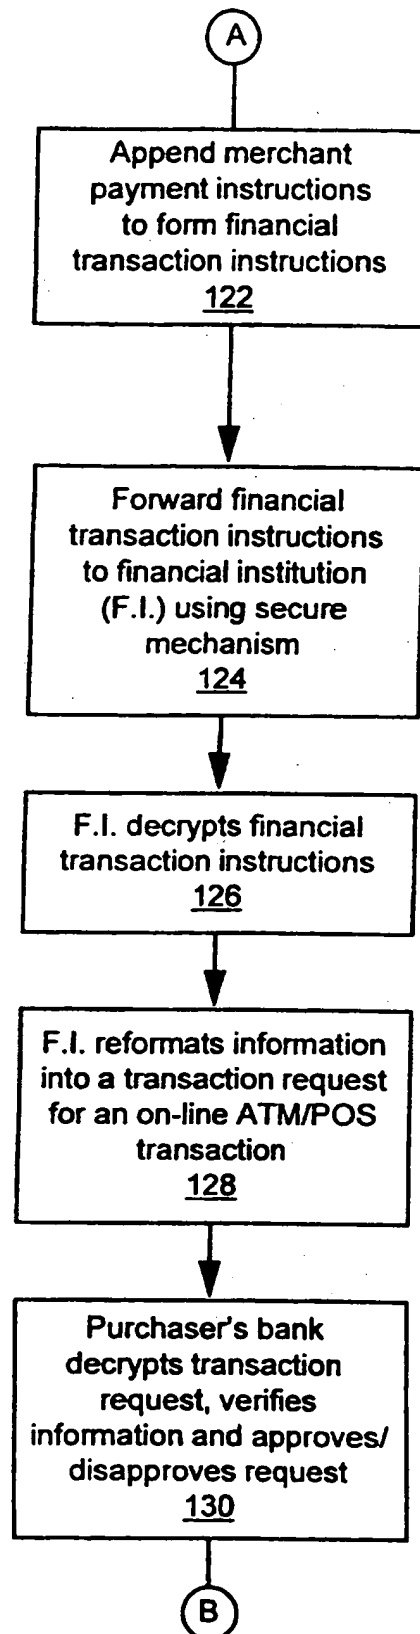 A
Append merchant
payment instructions
to form financial
transaction instructions
122
Forward financial
transaction instructions
to financial institution
(F.I.) using secure
mechanism
124
F.I. decrypts financial
transaction instructions
126
F.I. reformats information
into a transaction request
for an on-line ATM/POS
transaction
128
Purchaser's bank
decrypts transaction
request, verifies
information and approves/
disapproves request
130
B